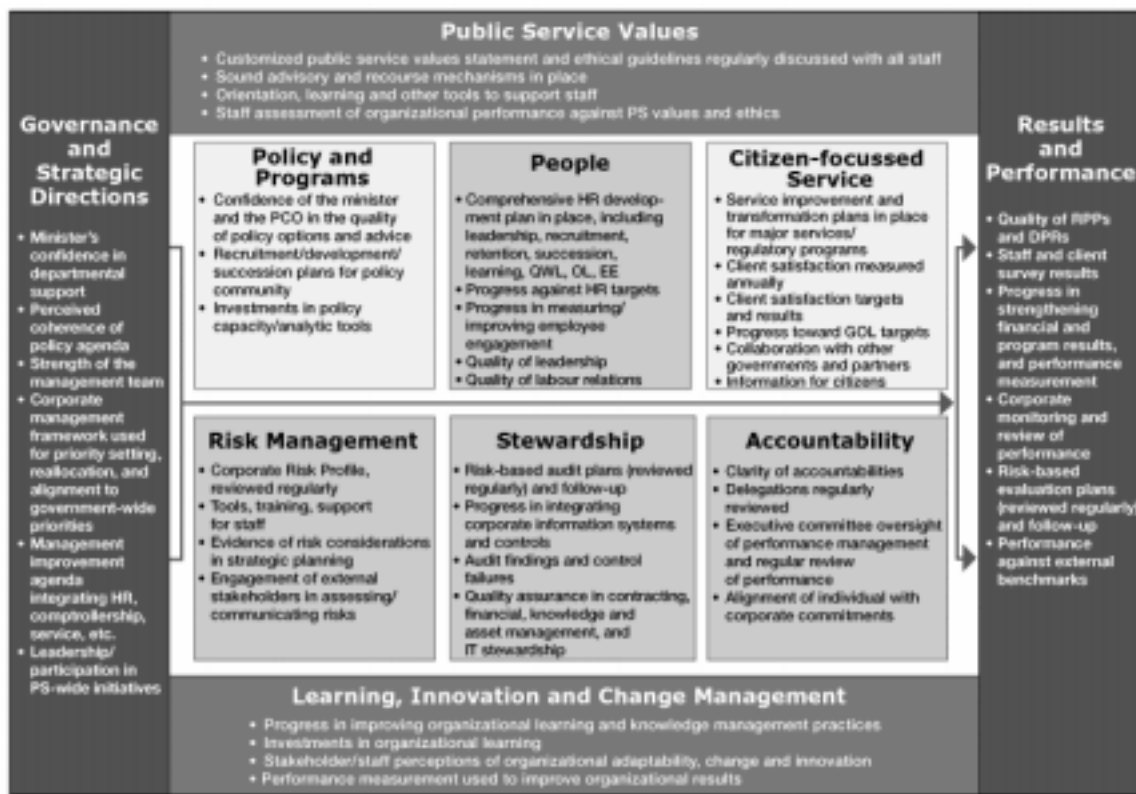 Public Service Values
• Customized public service values statement and ethical guidelines regularly discussed with all staff
• Sound advisory and recourse mechanisms in place
• Orientation, learning and other tools to support staff
• Staff assessment of organizational performance against PS values and ethics
Governance
and
Strategic
Directions
• Minister's
confidence in
departmental
support
• Perceived
coherence of
policy agenda
• Strength of the
management team
• Corporate
management
framework used
for priority setting,
reallocation, and
alignment to
government-wide
priorities
• Management
improvement
agenda
integrating HR,
comptrollership,
service, etc.
• Leadership/
participation in
PS-wide initiatives
Policy and
Programs
• Confidence of the minister
and the PCO in the quality
of policy options and advice
• Recruitment/development/
succession plans for policy
community
• Investments in policy
capacity/analytic tools
People
• Comprehensive HR develop-
ment plan in place, including
leadership, recruitment,
retention, succession,
learning, QWL, OL, EE
• Progress against HR targets
• Progress in measuring/
improving employee
engagement
• Quality of leadership
• Quality of labour relations
Citizen-focussed
Service
• Service improvement and
transformation plans in place
for major services/
regulatory programs
• Client satisfaction measured
annually
• Client satisfaction targets
and results
• Progress toward GOL targets
• Collaboration with other
governments and partners
• Information for citizens
Risk Management
• Corporate Risk Profile,
reviewed regularly
• Tools, training, support
for staff
• Evidence of risk considerations
in strategic planning
• Engagement of external
stakeholders in assessing/
communicating risks
Stewardship
• Risk-based audit plans (reviewed
regularly) and follow-up
• Progress in integrating
corporate information systems
and controls
• Audit findings and control
failures
• Quality assurance in contracting,
financial, knowledge and
asset management, and
IT stewardship
Accountability
• Clarity of accountabilities
• Delegations regularly
reviewed
• Executive committee oversight
of performance management
and regular review
of performance
• Alignment of individual with
corporate commitments
Results
and
Performance
• Quality of RPPs
and DPRs
• Staff and client
survey results
• Progress in
strengthening
financial and
program results,
and performance
measurement
• Corporate
monitoring and
review of
performance
• Risk-based
evaluation plans
(reviewed regularly)
and follow-up
• Performance
against external
benchmarks
Learning, Innovation and Change Management
• Progress in improving organizational learning and knowledge management practices
• Investments in organizational learning
• Stakeholder/staff perceptions of organizational adaptability, change and innovation
• Performance measurement used to improve organizational results